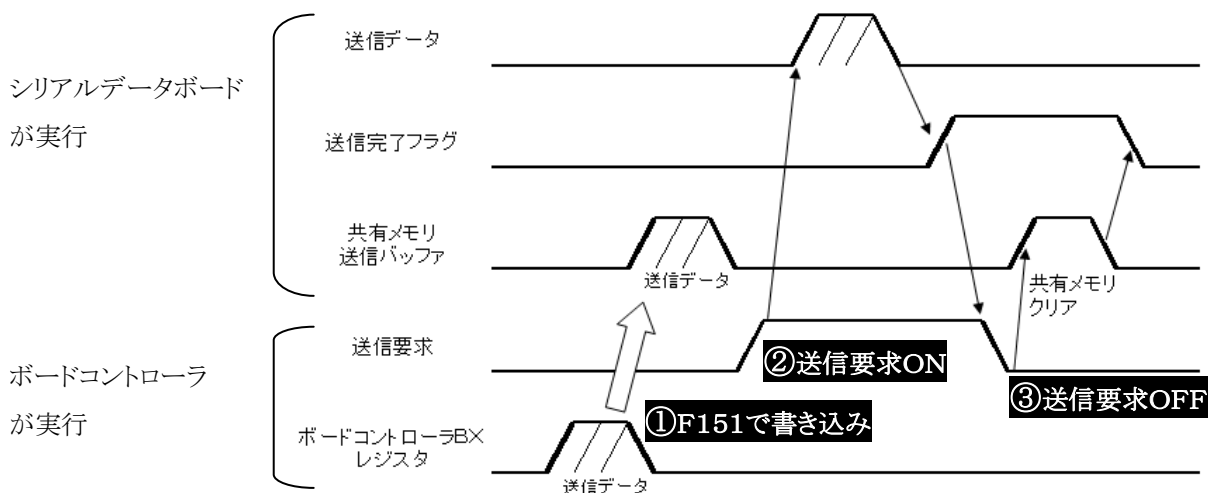 シリアルデータボード
が実行
送信データ
送信完了フラグ
共有メモリ
送信バッファ
送信データ
共有メモリ
クリア
ボードコントローラ
が実行
送信要求
②送信要求ON
③送信要求OFF
①F151で書き込み
ボードコントローラBX
レジスタ
送信データ